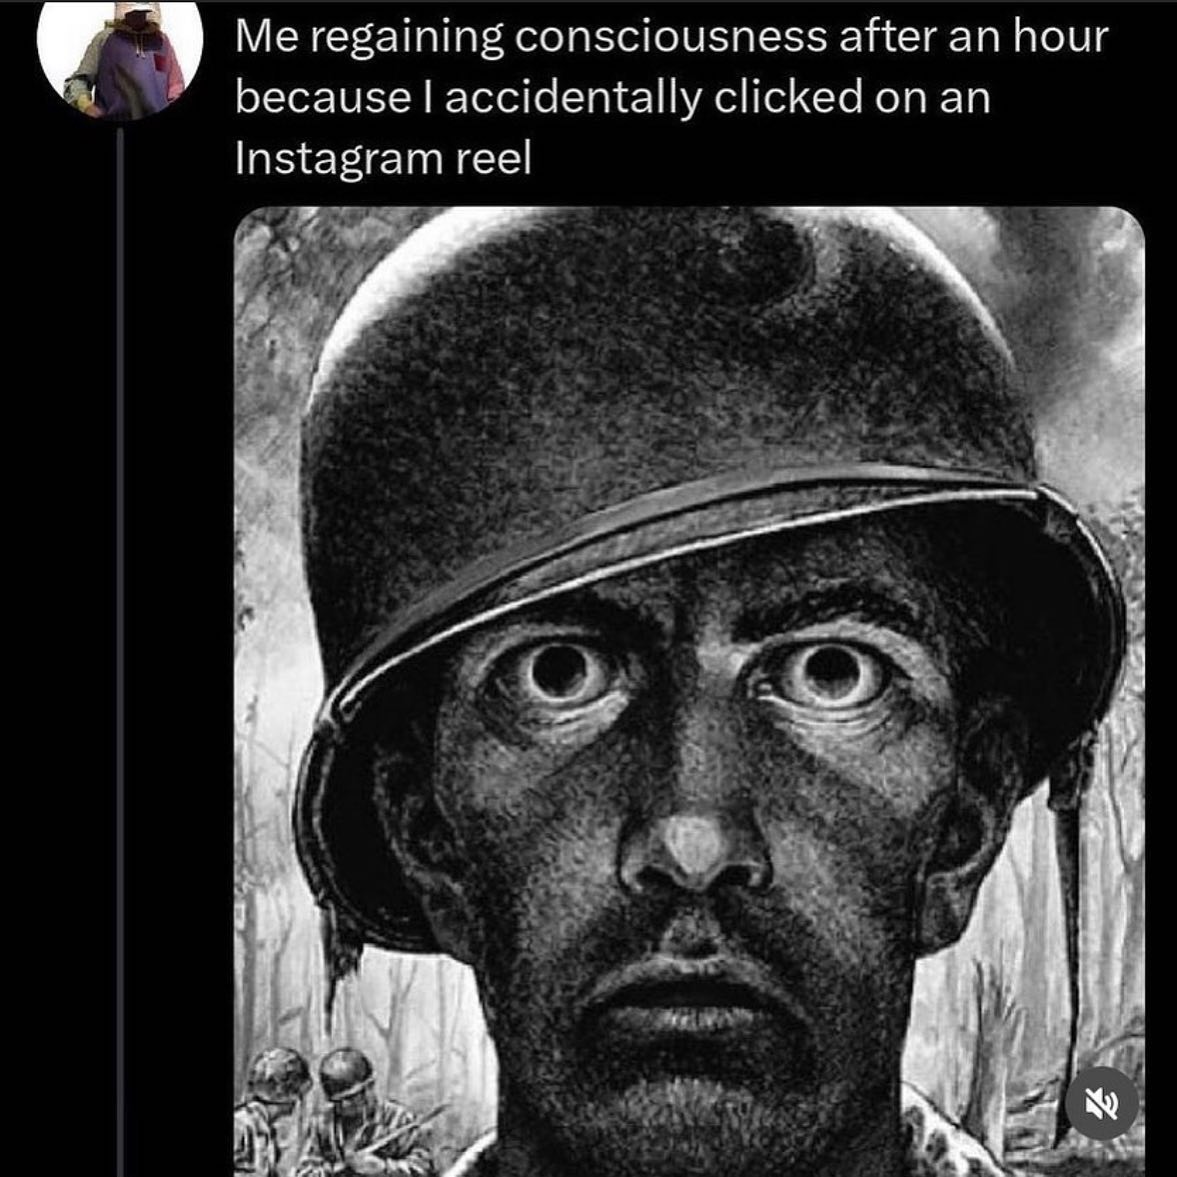 Me regaining consciousness after an hour
because I accidentally clicked on an
Instagram reel